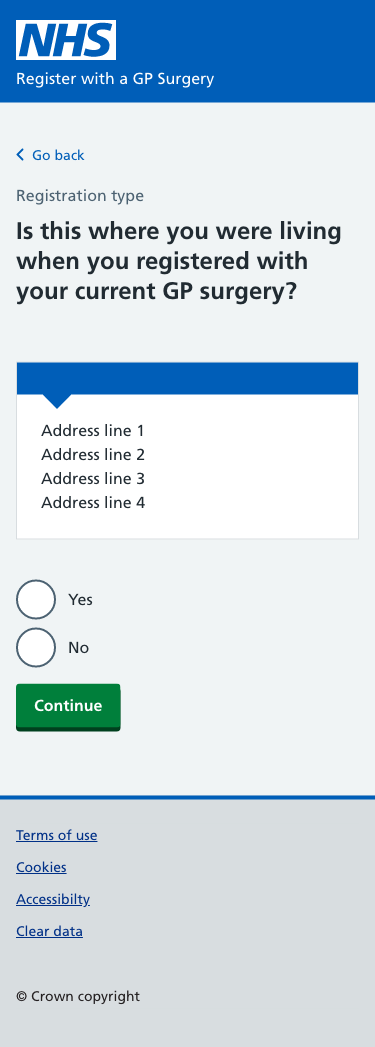 NHS
Register with a GP Surgery
Go back
Registration type
Is this where you were living
when you registered with
your current GP surgery?
Address line 1
Address line 2
Address line 3
Address line 4
Yes
No
Continue
Terms of use
Cookies
Accessibilty
Clear data
© Crown copyright